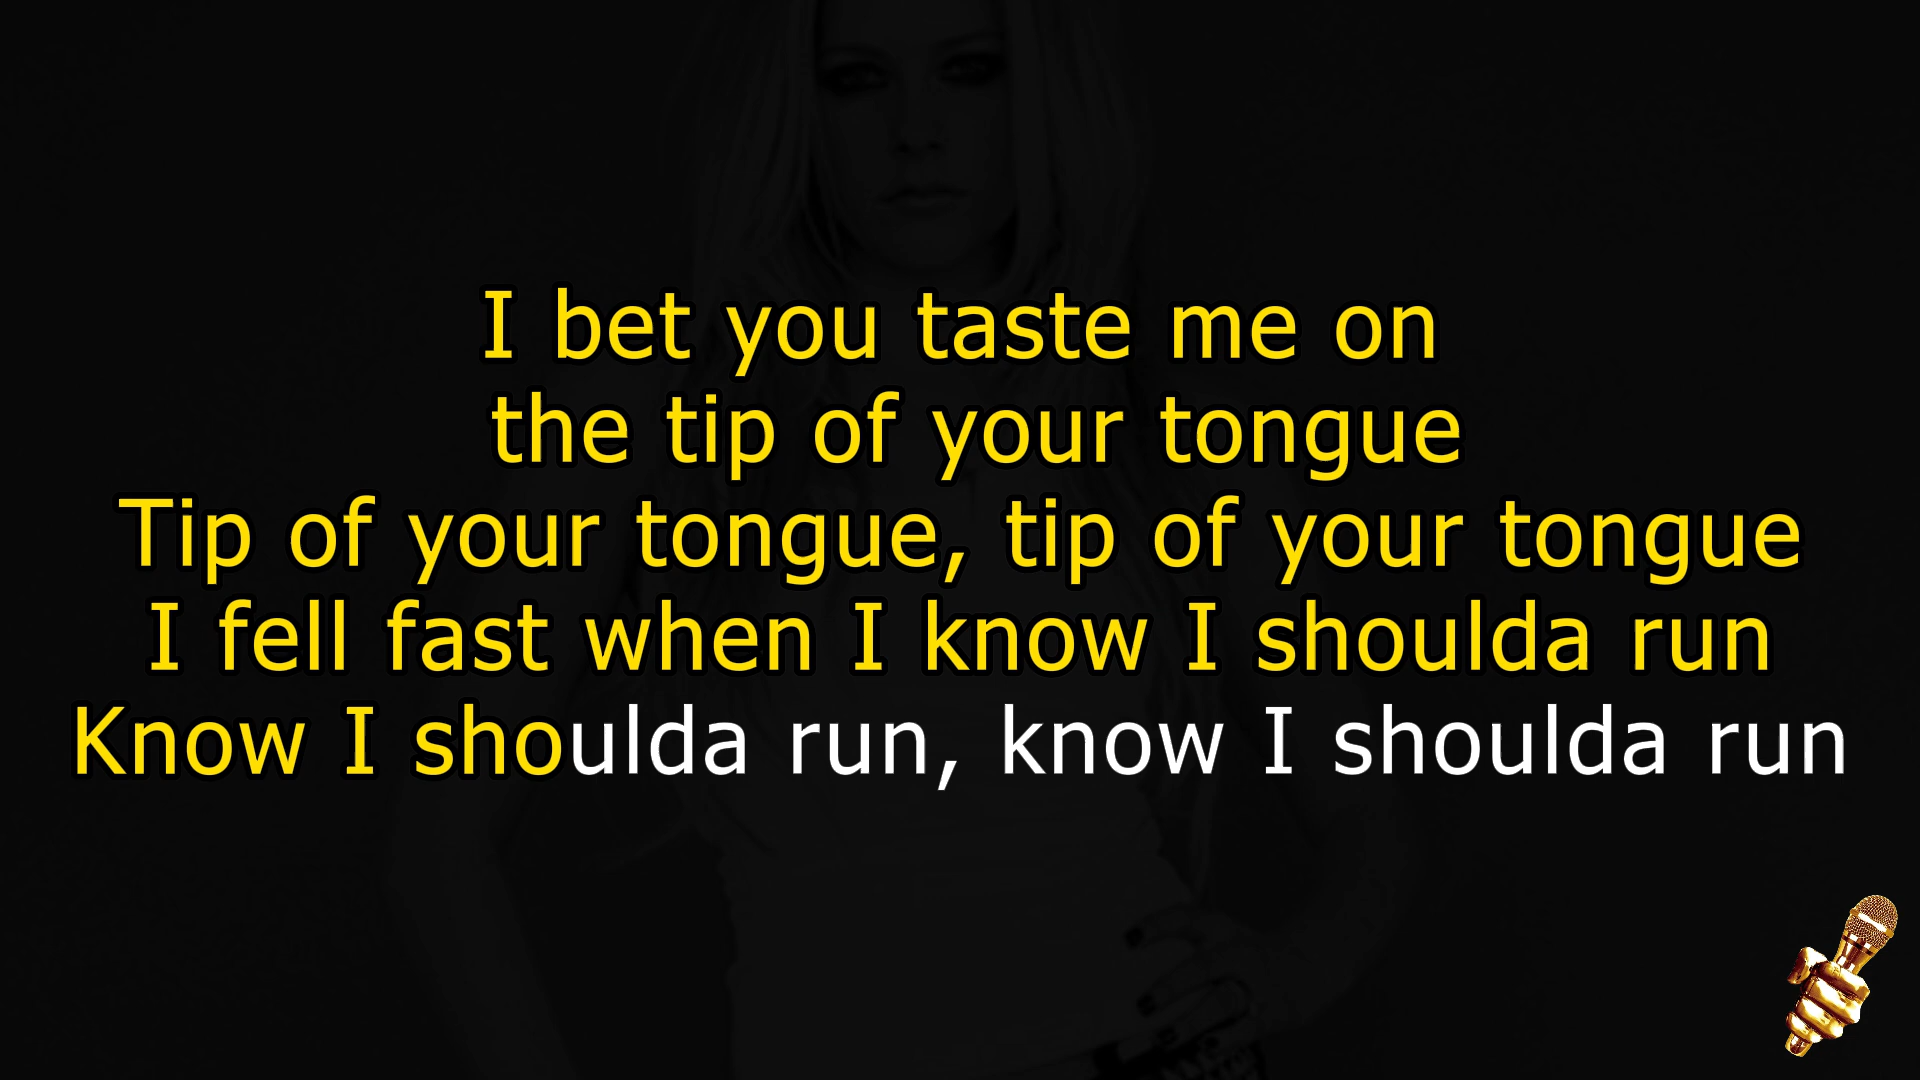 I bet you taste me on
the tip of your tongue
Tip of your tongue, tip of your tongue
I fell fast when I know I shoulda run
Know I shoulda run, know I shoulda run